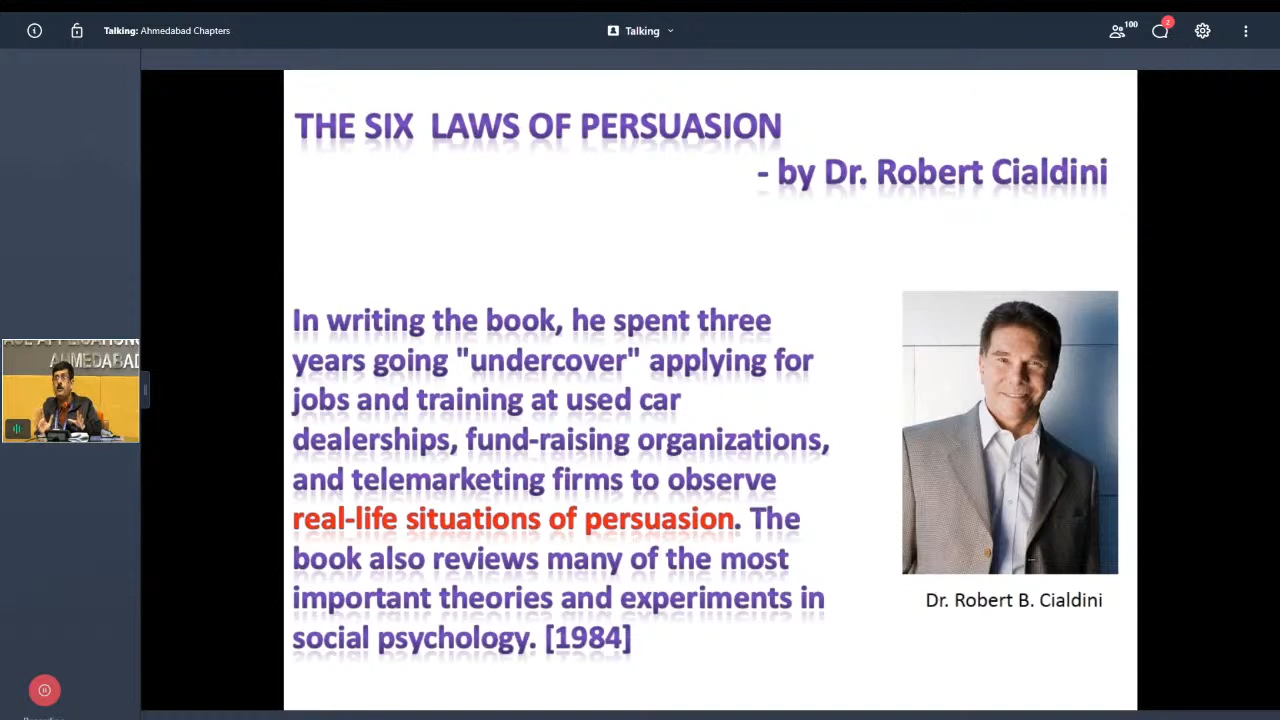 Talking: Ahmedabad Chapters
Talking
100
2
THE SIX LAWS OF PERSUASION
- by Dr. Robert Cialdini
In writing the book, he spent three
years going "undercover" applying for
jobs and training at used car
dealerships, fund-raising organizations,
and telemarketing firms to observe
real-life situations of persuasion. The
book also reviews many of the most
important theories and experiments in
social psychology. [1984]
Dr. Robert B. Cialdini
AHMEDABAD